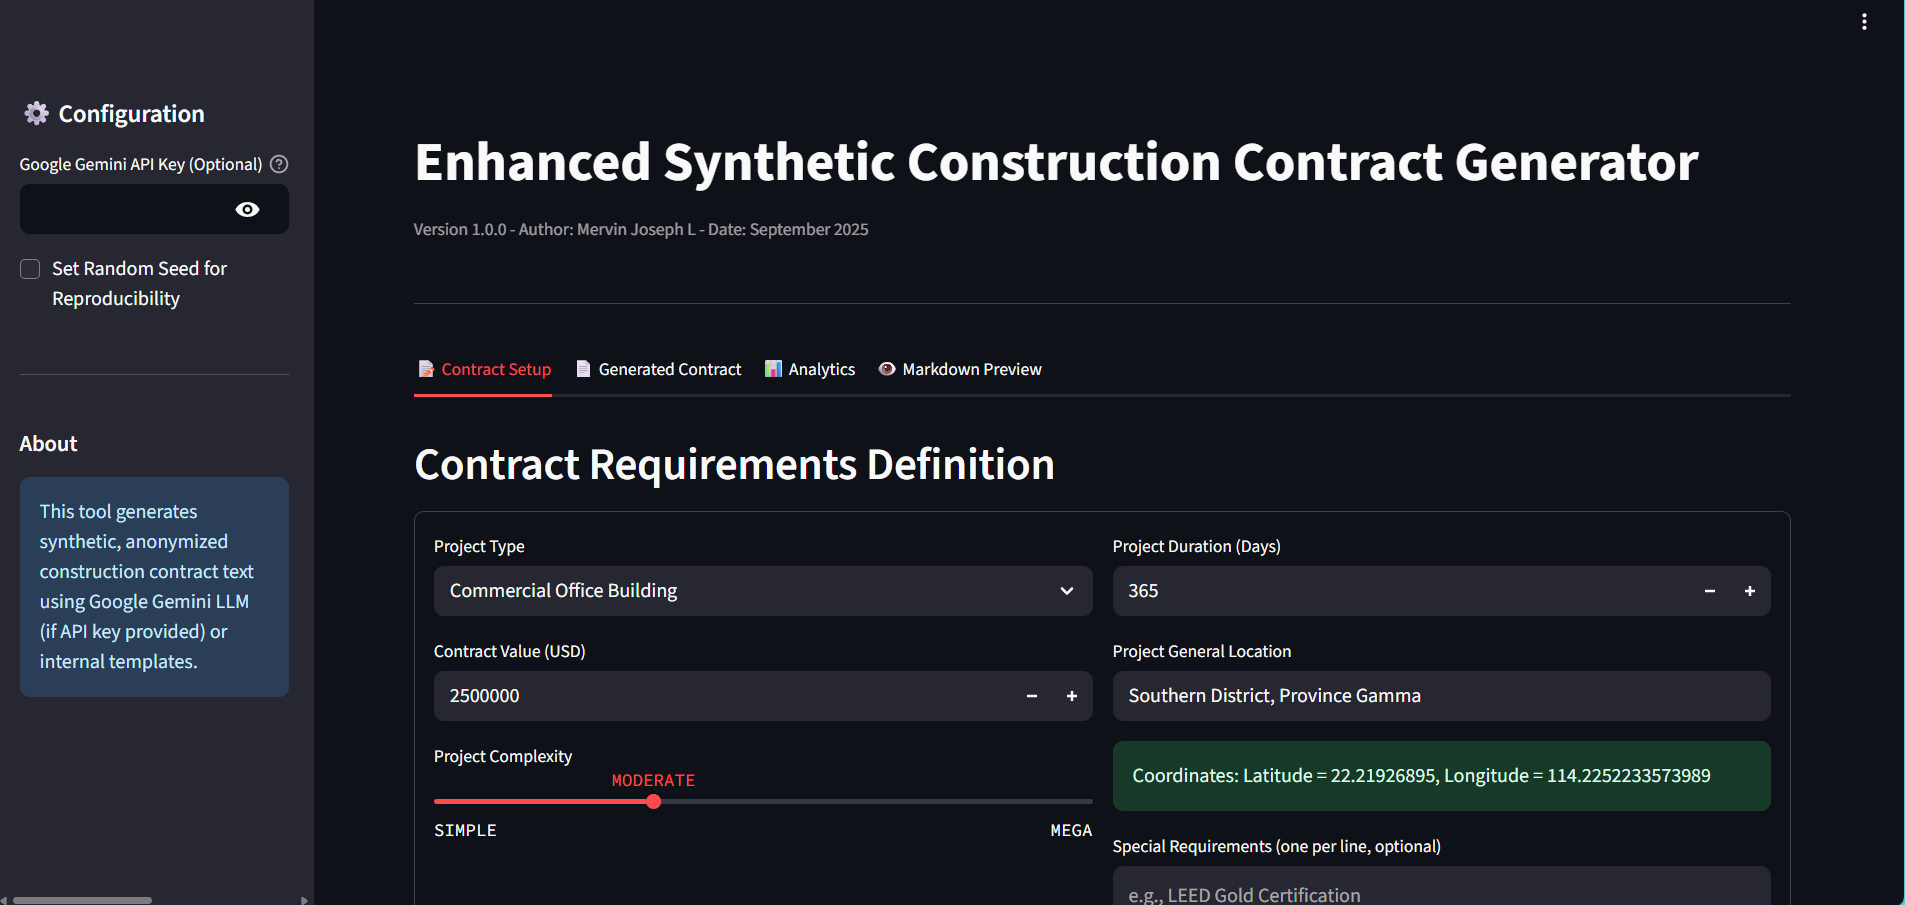 Configuration
Google Gemini API Key (Optional)
Set Random Seed for
Reproducibility
About
This tool generates
synthetic, anonymized
construction contract text
using Google Gemini LLM
(if API key provided) or
internal templates.
Enhanced Synthetic Construction Contract Generator
Version 1.0.0 - Author: Mervin Joseph L - Date: September 2025
Contract Setup
Generated Contract
Analytics
Markdown Preview
Contract Requirements Definition
Project Type
Commercial Office Building
Contract Value (USD)
2500000
Project Complexity
MODERATE
SIMPLE
MEGA
Project Duration (Days)
365
Project General Location
Southern District, Province Gamma
Coordinates: Latitude = 22.21926895, Longitude = 114.2252233573989
Special Requirements (one per line, optional)
e.g., LEED Gold Certification